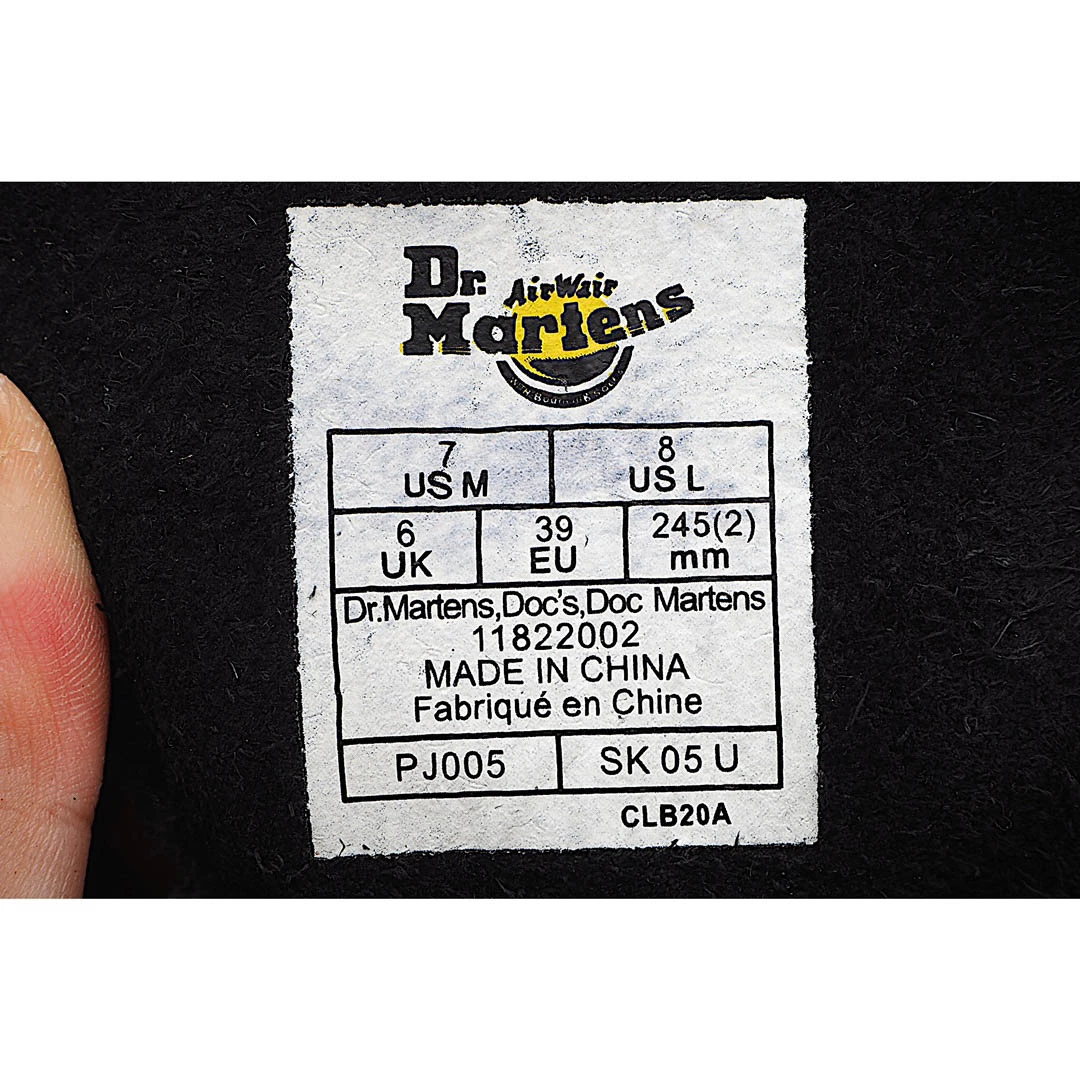 Dr.
AirWair
Martens
7
US M
8
US L
6
UK
39
EU
245(2)
mm
Dr.Martens,Doc's,Doc Martens
11822002
MADE IN CHINA
Fabriqué en Chine
PJ005
SK 05 U
CLB20A